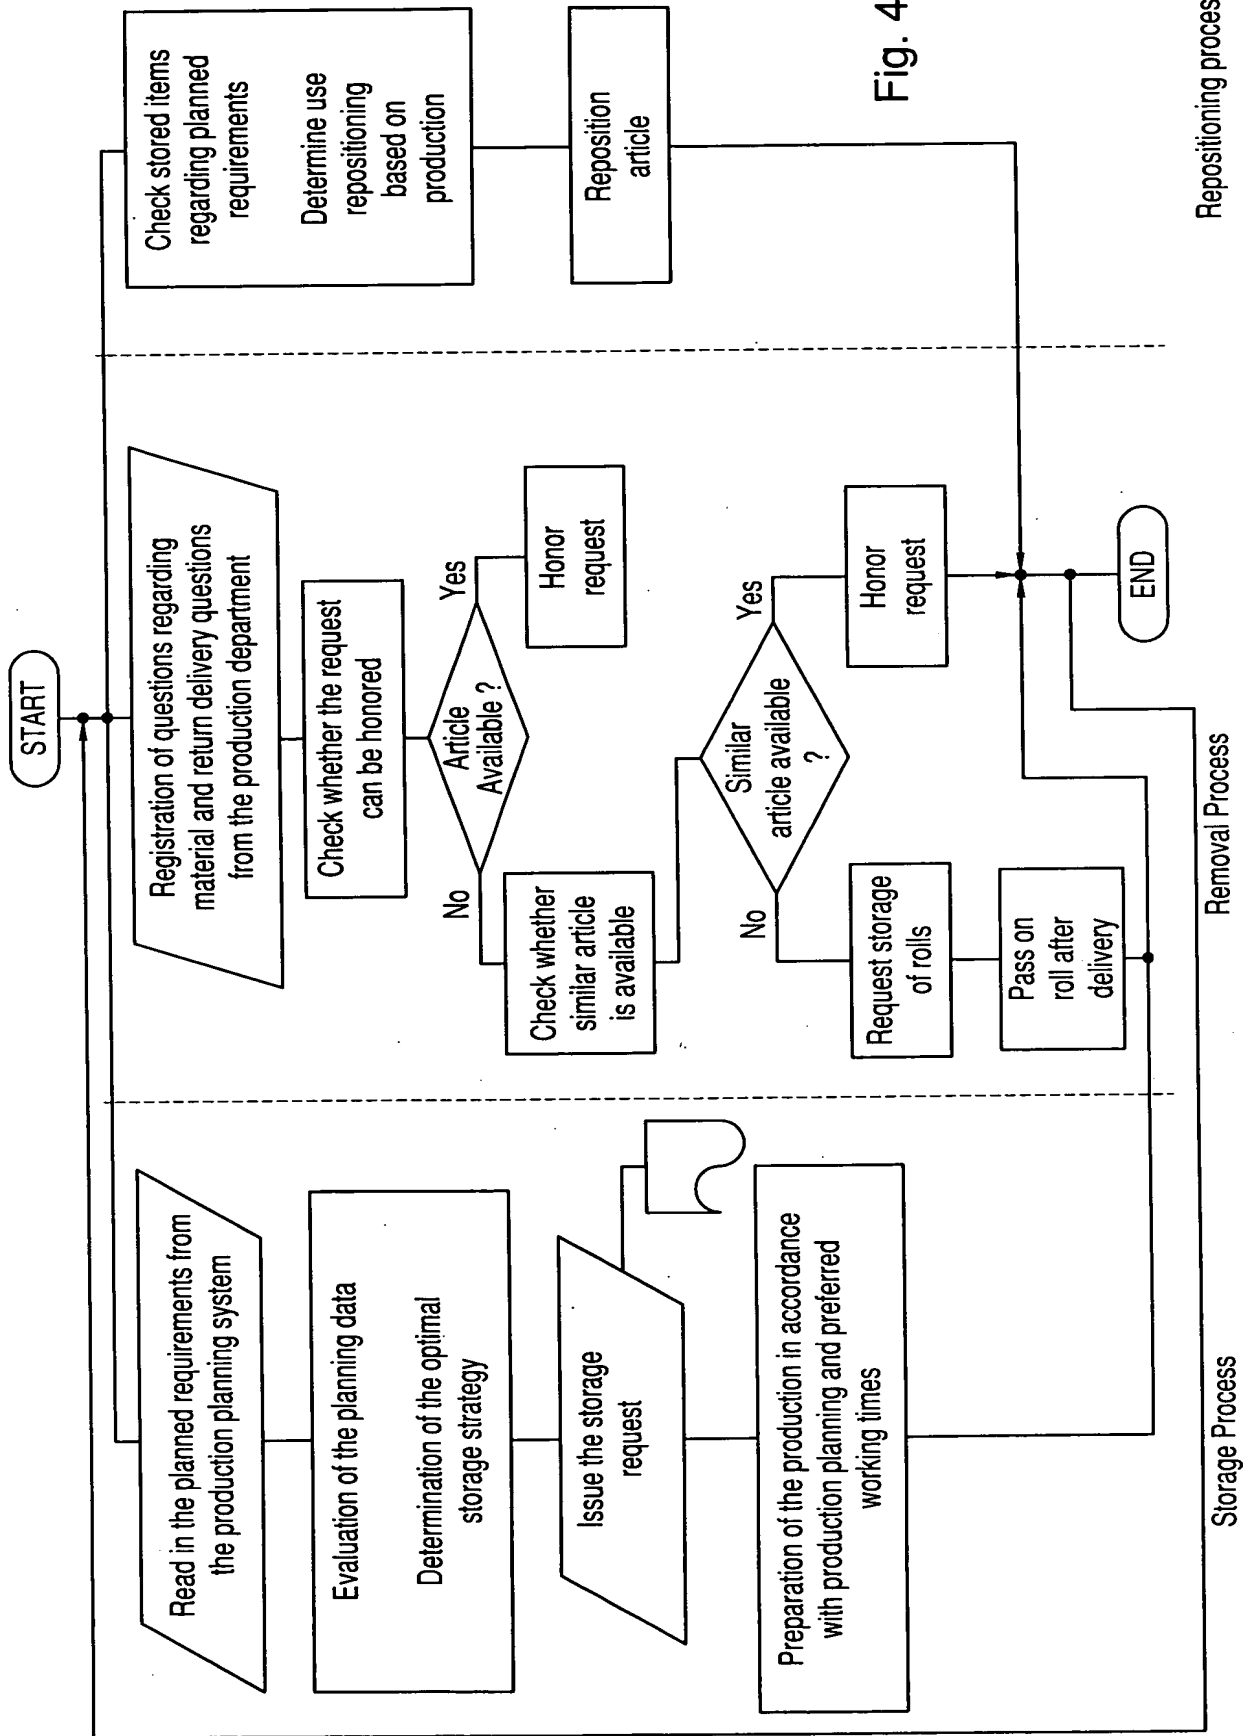 START
Read in the planned requirements from
the production planning system
Evaluation of the planning data
Determination of the optimal
storage strategy
Issue the storage
request
Preparation of the production in accordance
with production planning and preferred
working times
Storage Process
Registration of questions regarding
material and return delivery questions
from the production department
Check whether the request
can be honored
Article
Available ?
Yes
No
Honor
request
Check whether
similar article
is available
Similar
article available
?
Yes
No
Honor
request
Request storage
of rolls
Pass on
roll after
delivery
END
Removal Process
Check stored items
regarding planned
requirements
Determine use
repositioning
based on
production
Reposition
article
Repositioning proces
Fig. 4